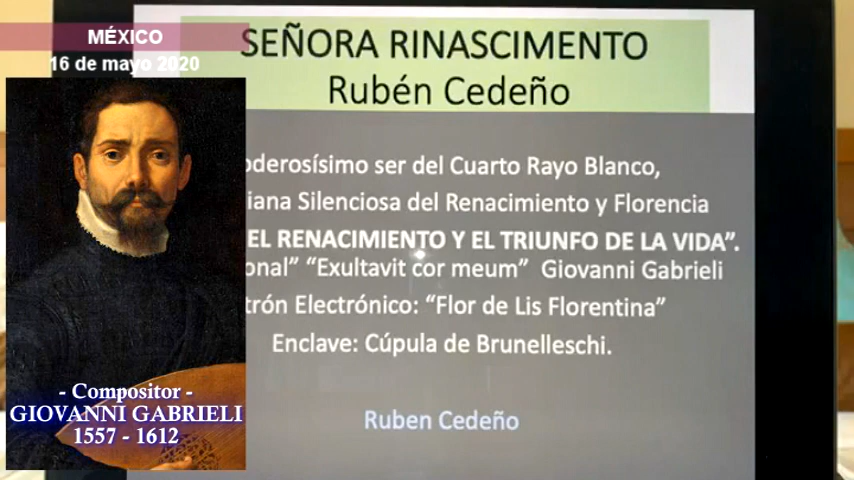 MÉXICO
16 de mayo 2020
SEÑORA RINASCIMENTO
Rubén Cedeño
oderosísimo ser del Cuarto Rayo Blanco,
iana Silenciosa del Renacimiento y Florencia
EL RENACIMIENTO Y EL TRIUNFO DE LA VIDA”.
onal” “Exultavit cor meum” Giovanni Gabrieli
trón Electrónico: “Flor de Lis Florentina”
Enclave: Cúpula de Brunelleschi.
Ruben Cedeño
- Compositor -
GIOVANNI GABRIELI
1557 - 1612